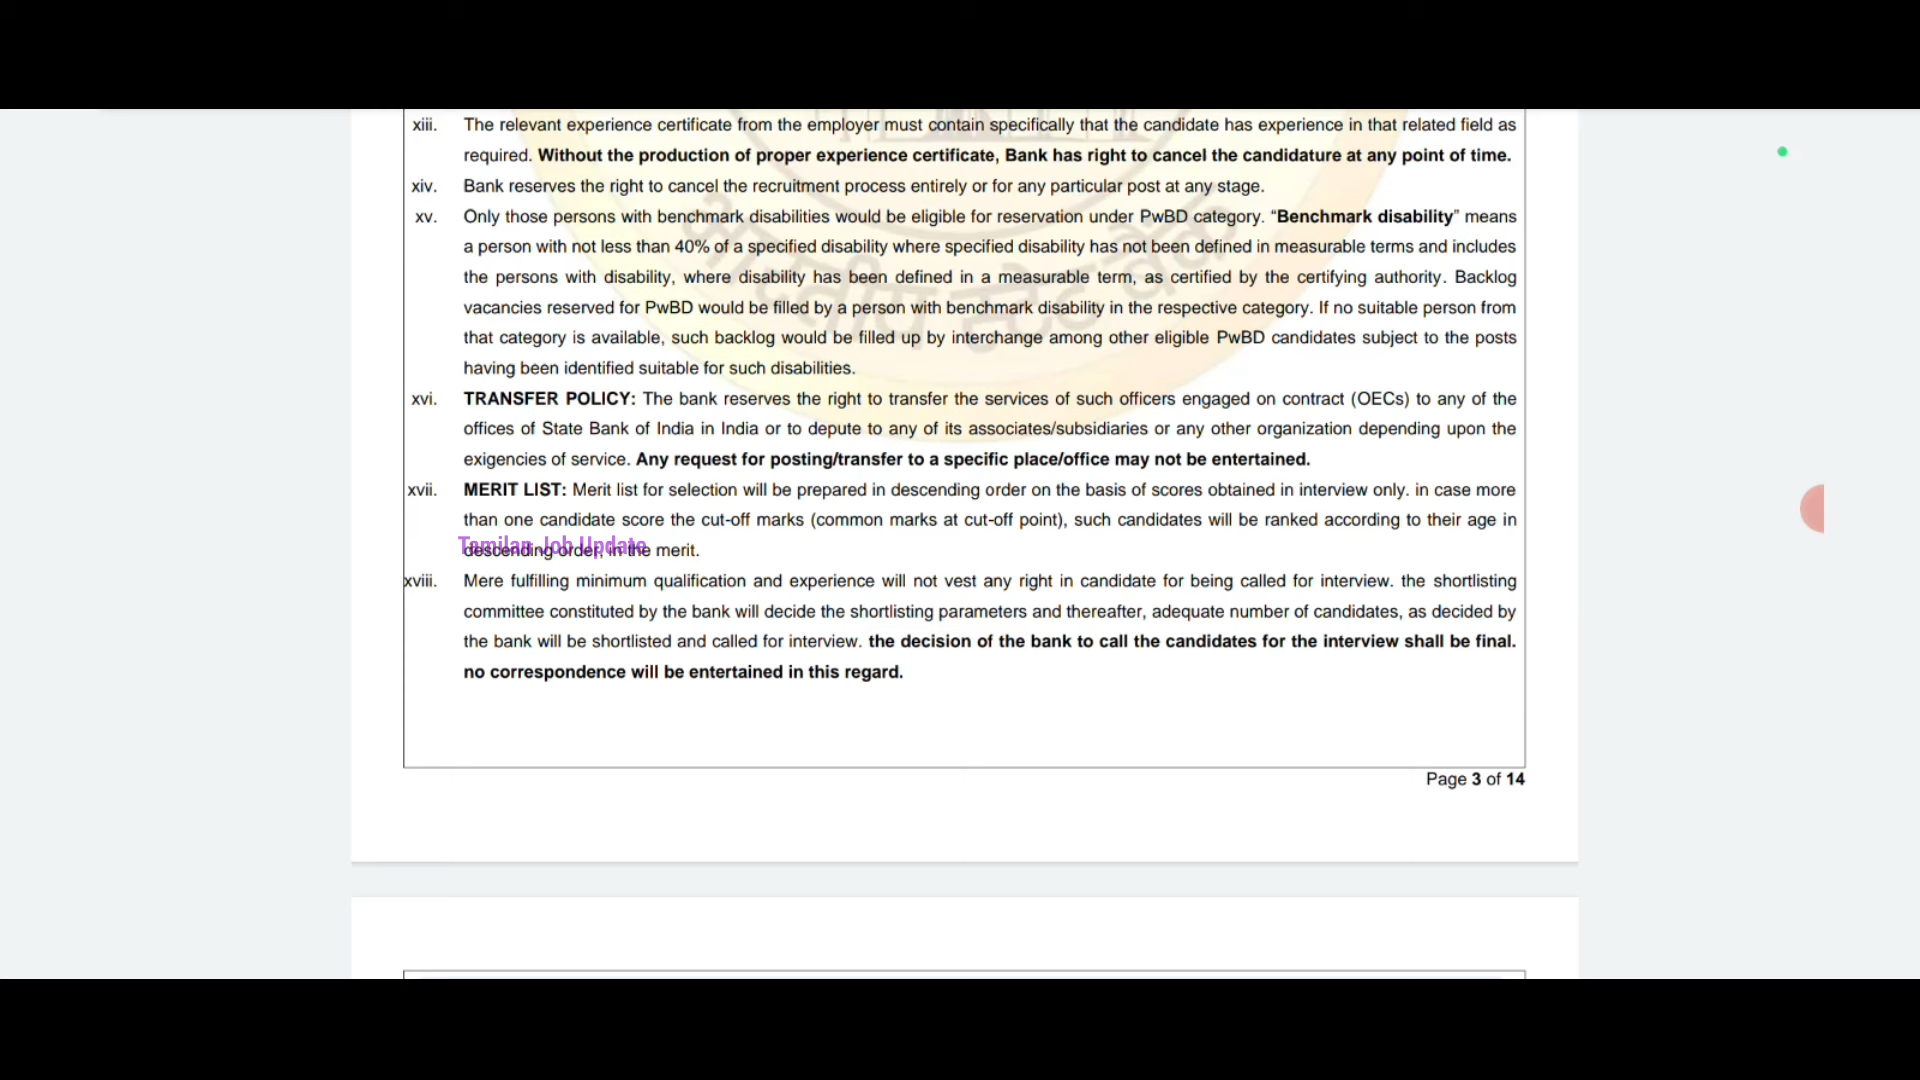 xiii. The relevant experience certificate from the employer must contain specifically that the candidate has experience in that related field as
required. Without the production of proper experience certificate, Bank has right to cancel the candidature at any point of time.
xiv. Bank reserves the right to cancel the recruitment process entirely or for any particular post at any stage.
xv. Only those persons with benchmark disabilities would be eligible for reservation under PwBD category. “Benchmark disability” means
a person with not less than 40% of a specified disability where specified disability has not been defined in measurable terms and includes
the persons with disability, where disability has been defined in a measurable term, as certified by the certifying authority. Backlog
vacancies reserved for PwBD would be filled by a person with benchmark disability in the respective category. If no suitable person from
that category is available, such backlog would be filled up by interchange among other eligible PwBD candidates subject to the posts
having been identified suitable for such disabilities.
भारतीय स्टेट बैंक
xvi. TRANSFER POLICY: The bank reserves the right to transfer the services of such officers engaged on contract (OECs) to any of the
offices of State Bank of India in India or to depute to any of its associates/subsidiaries or any other organization depending upon the
exigencies of service. Any request for posting/transfer to a specific place/office may not be entertained.
xvii. MERIT LIST: Merit list for selection will be prepared in descending order on the basis of scores obtained in interview only. in case more
than one candidate score the cut-off marks (common marks at cut-off point), such candidates will be ranked according to their age in
descending order, in the merit.
Tamilan Job Update
xviii. Mere fulfilling minimum qualification and experience will not vest any right in candidate for being called for interview. the shortlisting
committee constituted by the bank will decide the shortlisting parameters and thereafter, adequate number of candidates, as decided by
the bank will be shortlisted and called for interview. the decision of the bank to call the candidates for the interview shall be final.
no correspondence will be entertained in this regard.
Page 3 of 14